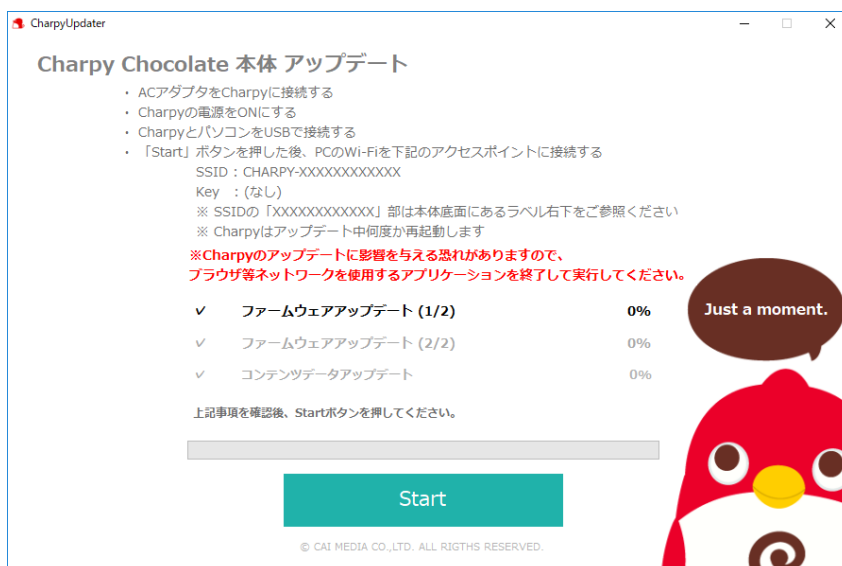 CharpyUpdater
Charpy Chocolate 本体 アップデート
・ ACアダプタをCharpyに接続する
・ Charpyの電源をONにする
・ CharpyとパソコンをUSBで接続する
・ 「Start」ボタンを押した後、PCのWi-Fiを下記のアクセスポイントに接続する
SSID : CHARPY-XXXXXXXXXXXX
Key : (なし)
※ SSIDの「XXXXXXXXXXXX」部は本体底面にあるラベル右下をご参照ください
※ Charpyはアップデート中何度か再起動します
※Charpyのアップデートに影響を与える恐れがありますので、
ブラウザ等ネットワークを使用するアプリケーションを終了して実行してください。
Just a moment.
✓ ファームウェアアップデート (1/2) 0%
✓ ファームウェアアップデート (2/2) 0%
✓ コンテンツデータアップデート 0%
上記事項を確認後、Startボタンを押してください。
Start
© CAI MEDIA CO.,LTD. ALL RIGTHS RESERVED.